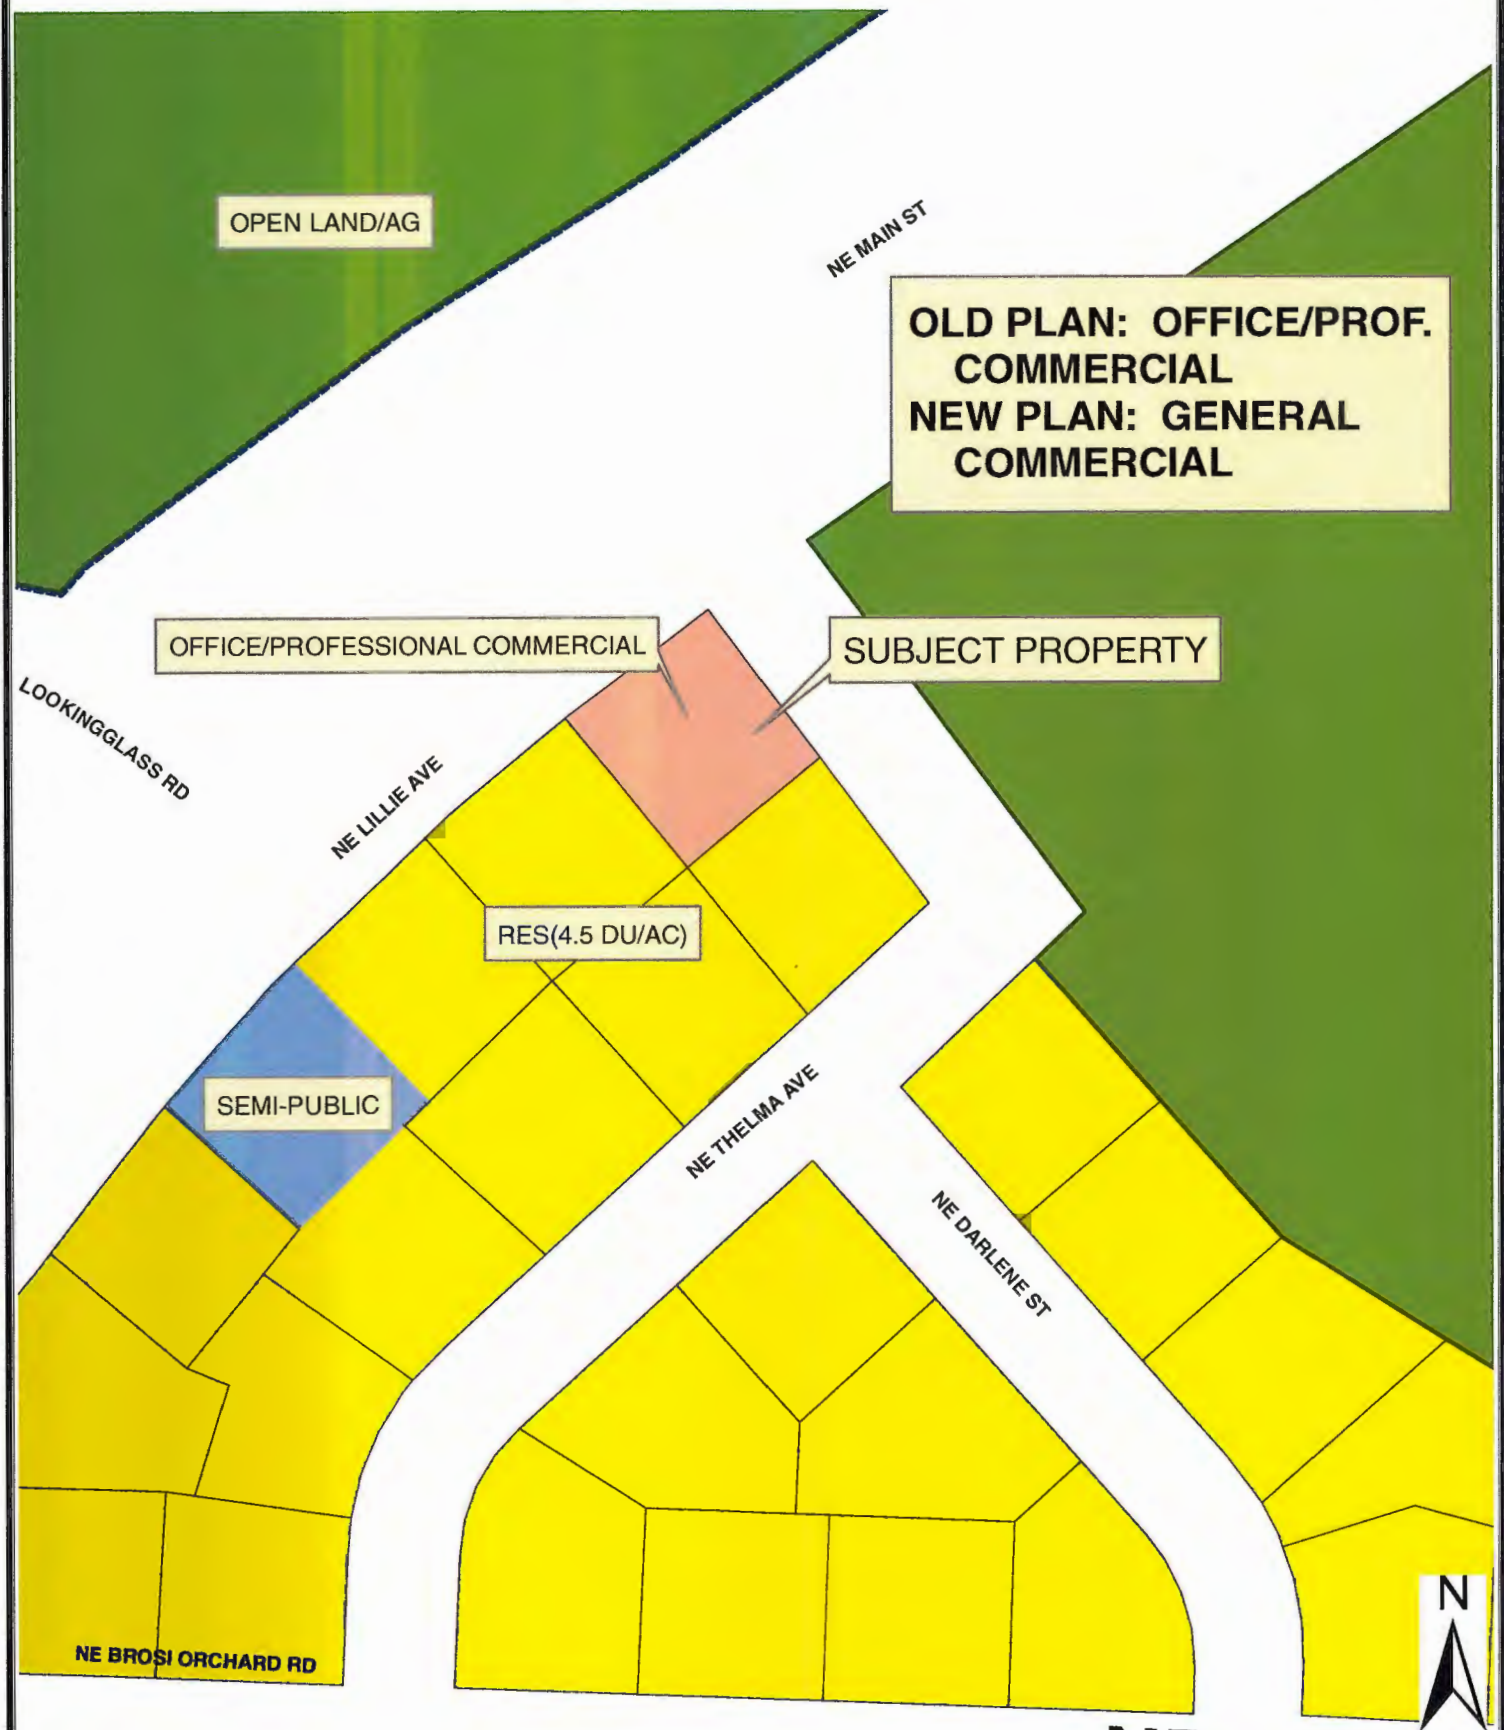 OPEN LAND/AG
NE MAIN ST
OLD PLAN: OFFICE/PROF.
COMMERCIAL
NEW PLAN: GENERAL
COMMERCIAL
OFFICE/PROFESSIONAL COMMERCIAL
SUBJECT PROPERTY
LOOKINGGLASS RD
NE LILLIE AVE
RES(4.5 DU/AC)
SEMI-PUBLIC
NE THELMA AVE
NE DARLENE ST
NE BROSI ORCHARD RD
N